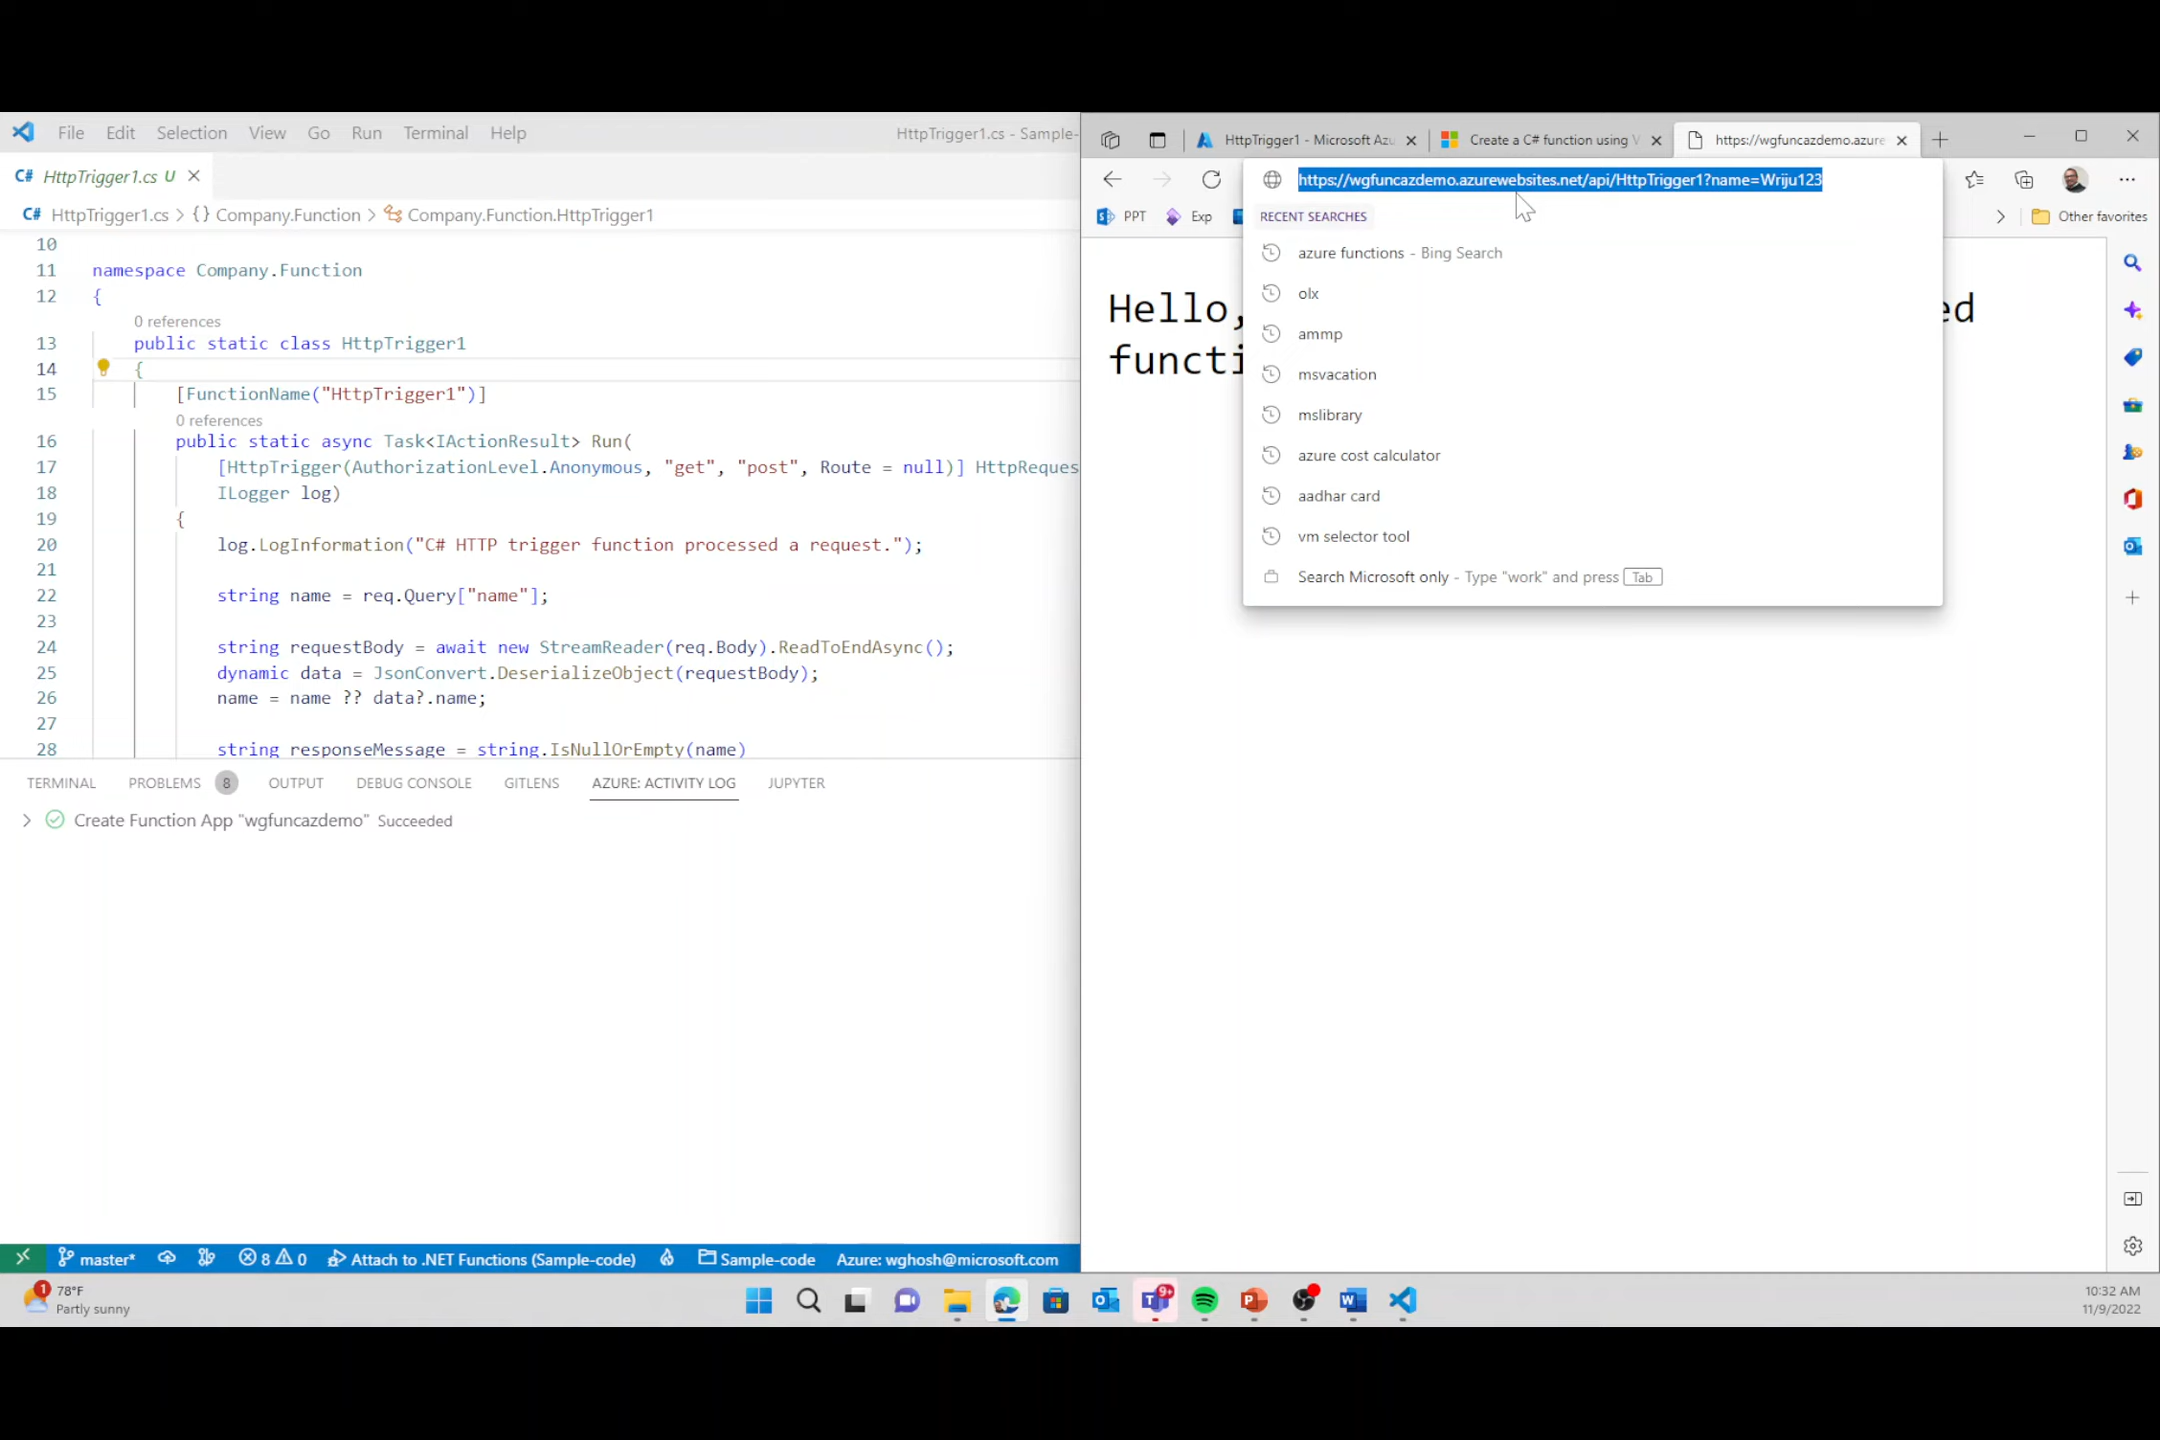 File Edit Selection View Go Run Terminal Help HttpTrigger1.cs - Sample-
C# HttpTrigger1.cs U
C# HttpTrigger1.cs > {} Company.Function > Company.Function.HttpTrigger1
10
11 namespace Company.Function
12 {
0 references
13 public static class HttpTrigger1
14 {
15 [FunctionName("HttpTrigger1")]
0 references
16 public static async Task<IActionResult> Run(
17 [HttpTrigger(AuthorizationLevel.Anonymous, "get", "post", Route = null)] HttpReques
18 ILogger log)
19 {
20 log.LogInformation("C# HTTP trigger function processed a request.");
21
22 string name = req.Query["name"];
23
24 string requestBody = await new StreamReader(req.Body).ReadToEndAsync();
25 dynamic data = JsonConvert.DeserializeObject(requestBody);
26 name = name ?? data?.name;
27
28 string responseMessage = string.IsNullOrEmpty(name)
TERMINAL PROBLEMS 8 OUTPUT DEBUG CONSOLE GITLENS AZURE: ACTIVITY LOG JUPYTER
Create Function App "wgfuncazdemo" Succeeded
master* 8 0 Attach to .NET Functions (Sample-code) Sample-code Azure: wghosh@microsoft.com
HttpTrigger1 - Microsoft Azu Create a C# function using V https://wgfuncazdemo.azure
https://wgfuncazdemo.azurewebsites.net/api/HttpTrigger1?name=Wriju123
PPT Exp Other favorites
RECENT SEARCHES
azure functions - Bing Search
olx
ammp
msvacation
mslibrary
azure cost calculator
aadhar card
vm selector tool
Search Microsoft only - Type "work" and press Tab
Hello, ed
functi
1 78°F
Partly sunny
9+
10:32 AM
11/9/2022